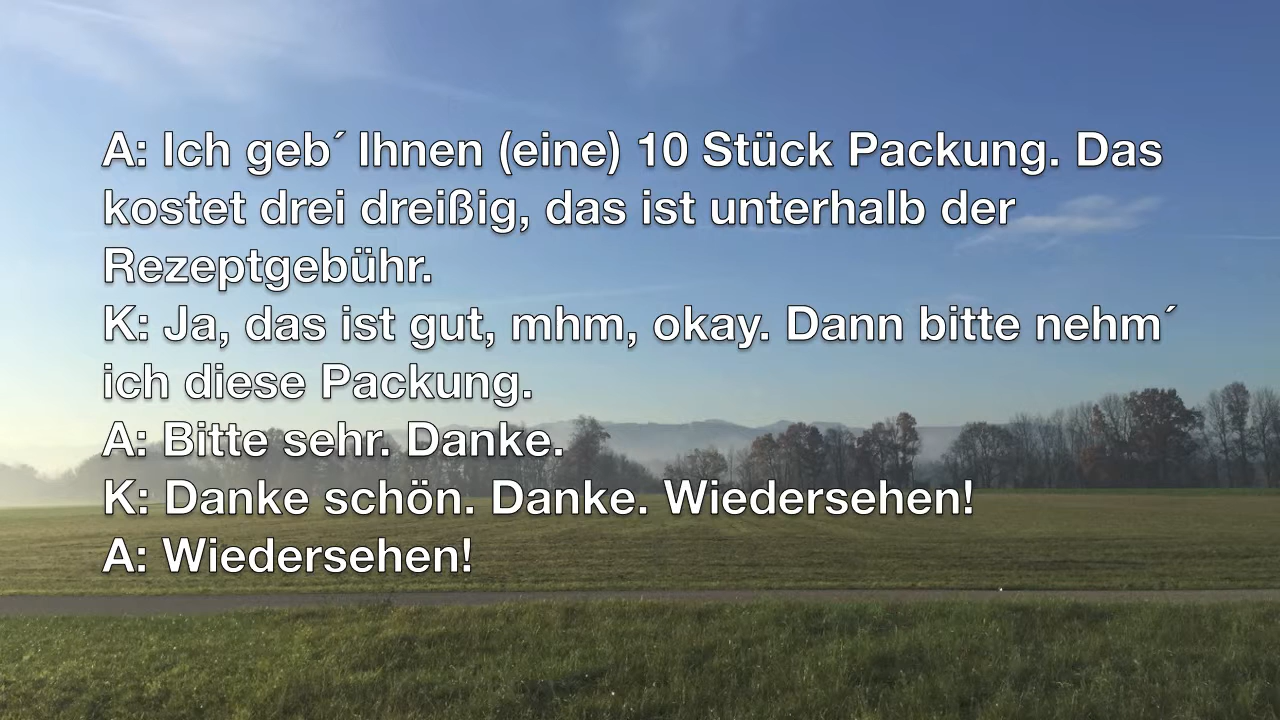 A: Ich geb´ Ihnen (eine) 10 Stück Packung. Das
kostet drei dreißig, das ist unterhalb der
Rezeptgebühr.
K: Ja, das ist gut, mhm, okay. Dann bitte nehm´
ich diese Packung.
A: Bitte sehr. Danke.
K: Danke schön. Danke. Wiedersehen!
A: Wiedersehen!